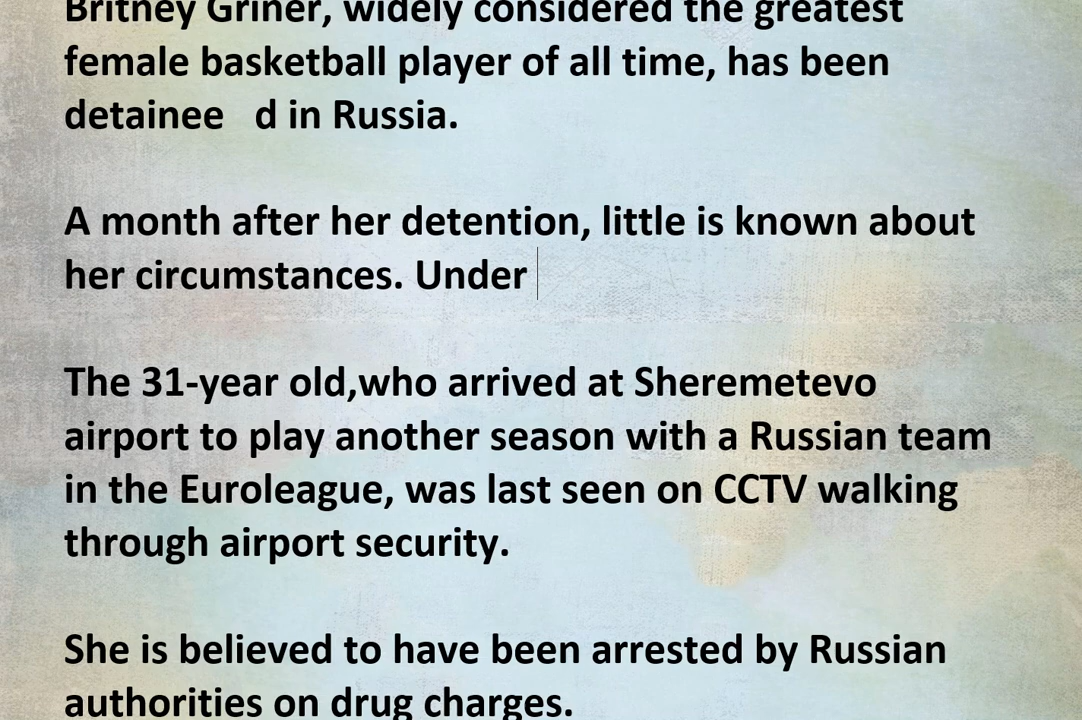 Britney Griner, widely considered the greatest
female basketball player of all time, has been
detainee   d in Russia.
A month after her detention, little is known about
her circumstances. Under
The 31-year old,who arrived at Sheremetevo
airport to play another season with a Russian team
in the Euroleague, was last seen on CCTV walking
through airport security.
She is believed to have been arrested by Russian
authorities on drug charges.